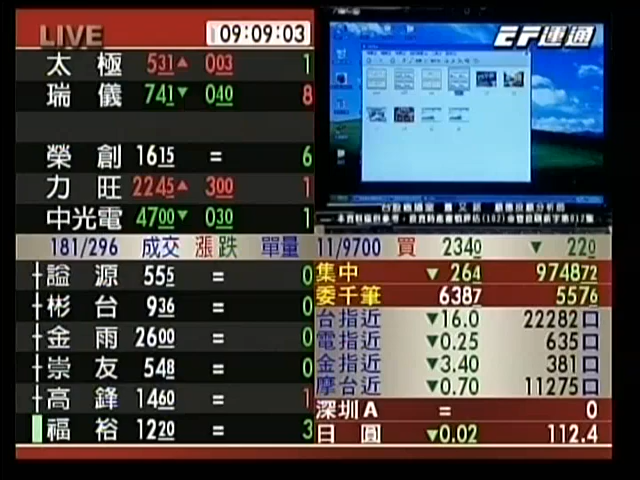 LIVE 09:09:03
太極 531▲ 003 1
瑞儀 741▼ 040 8
榮創 1615 = 6
力旺 2245▲ 300 1
中光電 4700▼ 030 1
181/296 成交 漲跌 單量
謚源 555 = 0
彬台 936 = 0
金雨 2600 = 0
崇友 548 = 0
高鋒 1460 = 1
福裕 1220 = 3
ET運通
11/9700 買 2340 ▼ 220
集中 ▼ 264 974872
委千筆 6387 5576
台指近 ▼16.0 22282口
電指近 ▼0.25 635口
金指近 ▼3.40 381口
摩台近 ▼0.70 11275口
深圳A = 0
日圓 ▼0.02 112.4